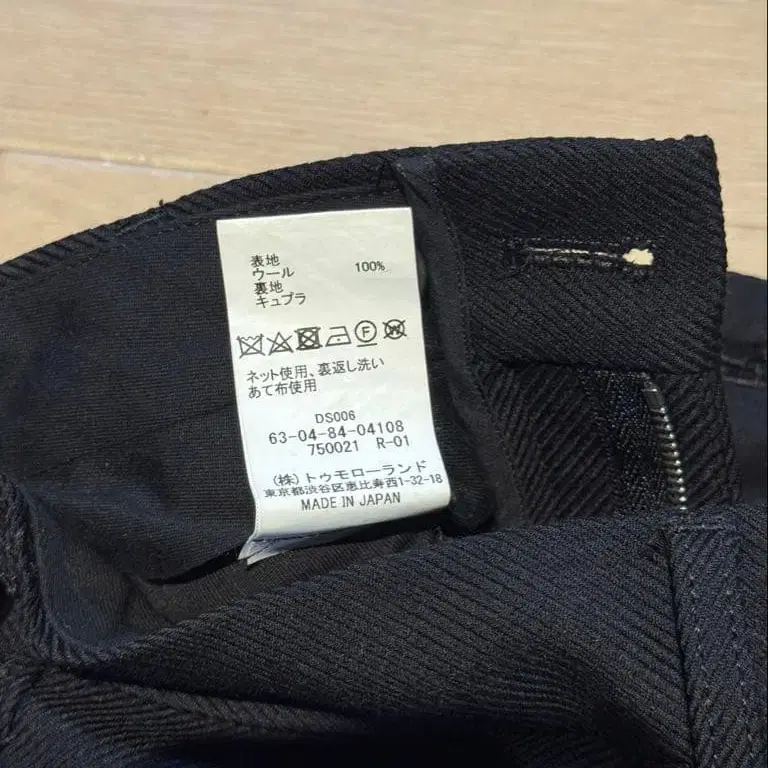 表地
ウール 100%
裏地
キュプラ
F W
ネット使用、裏返し洗い
あて布使用
DS006
63-04-84-04108
750021 R-01
(株)トゥモローランド
東京都渋谷区恵比寿西1-32-18
MADE IN JAPAN